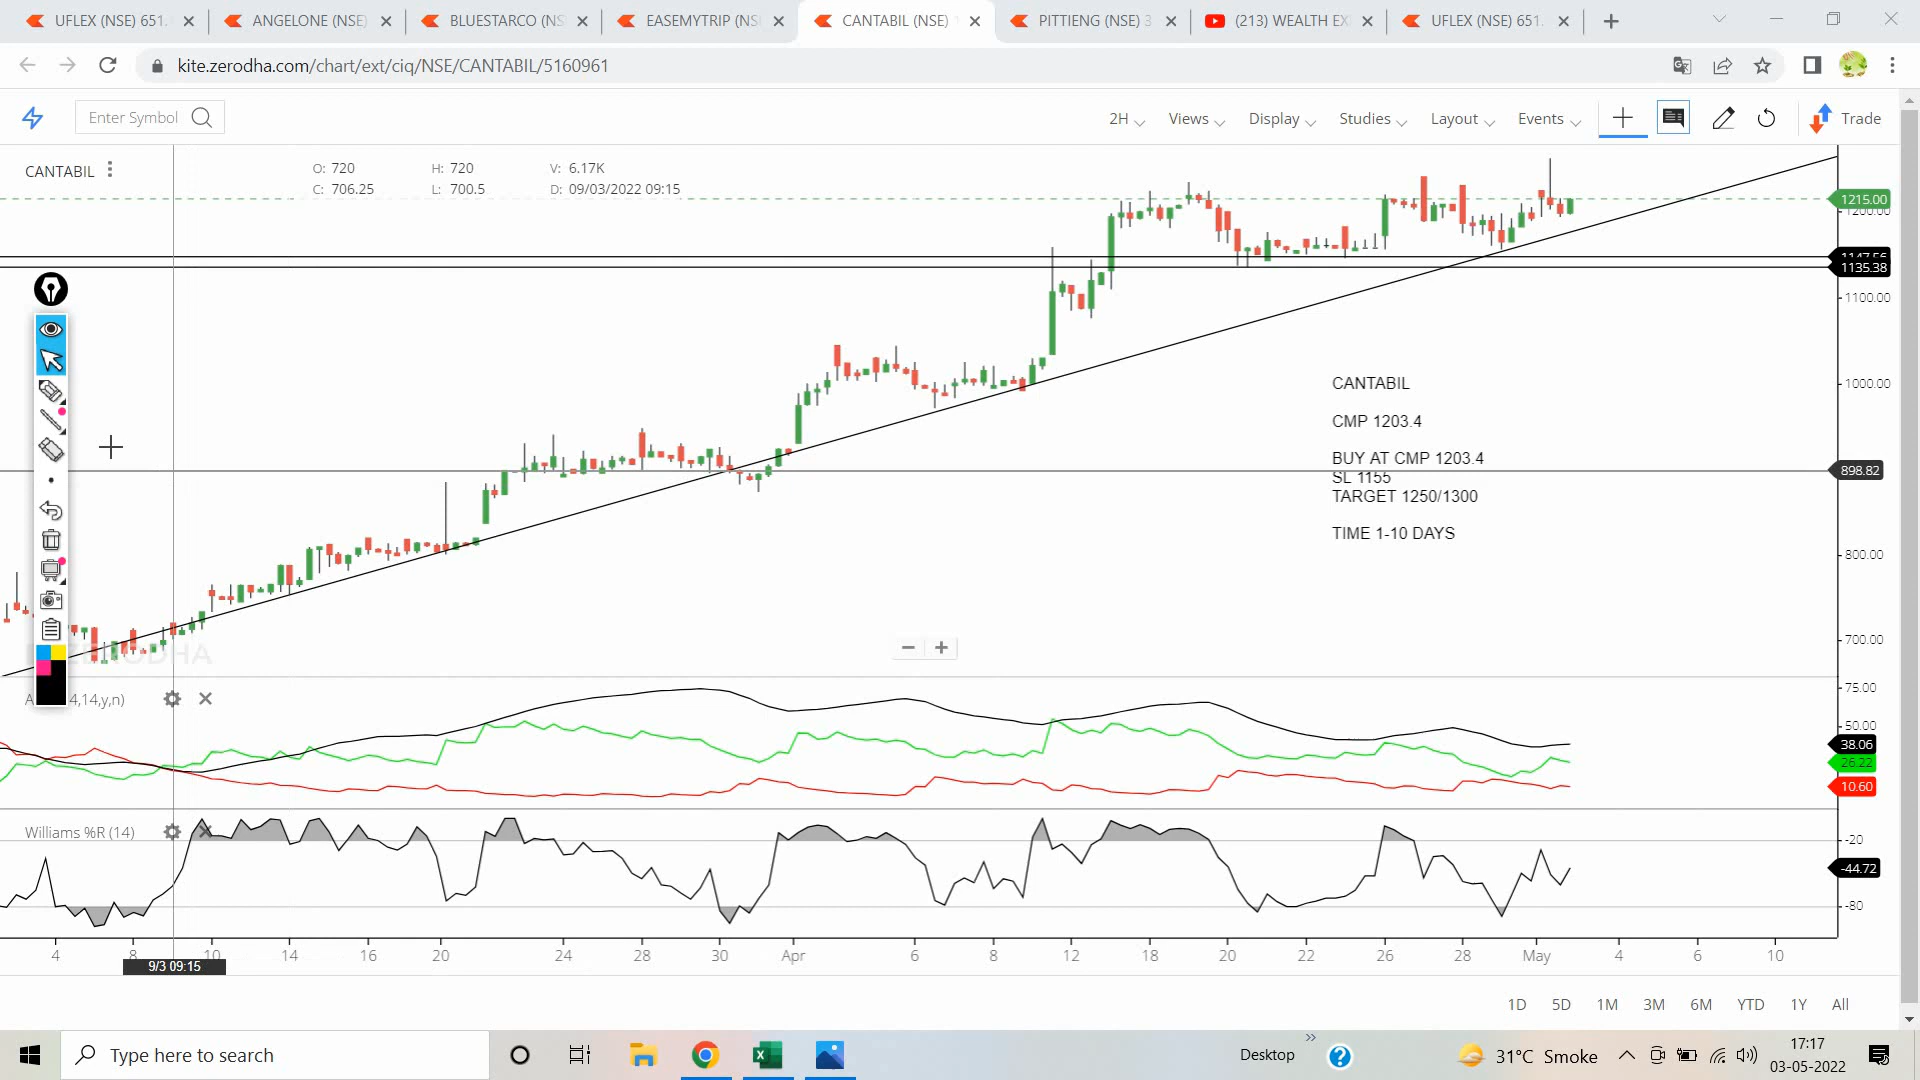 UFLEX (NSE) 651.
ANGELONE (NSE)
BLUESTARCO (NS
EASEMYTRIP (NS
CANTABIL (NSE)
PITTIENG (NSE) 3
(213) WEALTH EX
UFLEX (NSE) 651.
kite.zerodha.com/chart/ext/ciq/NSE/CANTABIL/5160961
Enter Symbol
2H
Views
Display
Studies
Layout
Events
Trade
CANTABIL
O: 720
H: 720
V: 6.17K
C: 706.25
L: 700.5
D: 09/03/2022 09:15
1215.00
1200.00
1135.38
1100.00
1000.00
CANTABIL
CMP 1203.4
BUY AT CMP 1203.4
SL 1155
TARGET 1250/1300
TIME 1-10 DAYS
898.82
800.00
700.00
ZERODHA
4,14,y,n)
75.00
50.00
38.06
26.22
10.60
Williams %R (14)
-20
-44.72
-80
4
8
10
14
16
20
24
28
30
Apr
6
8
12
18
20
22
26
28
May
4
6
10
9/3 09:15
1D
5D
1M
3M
6M
YTD
1Y
All
Type here to search
Desktop
31°C Smoke
17:17
03-05-2022